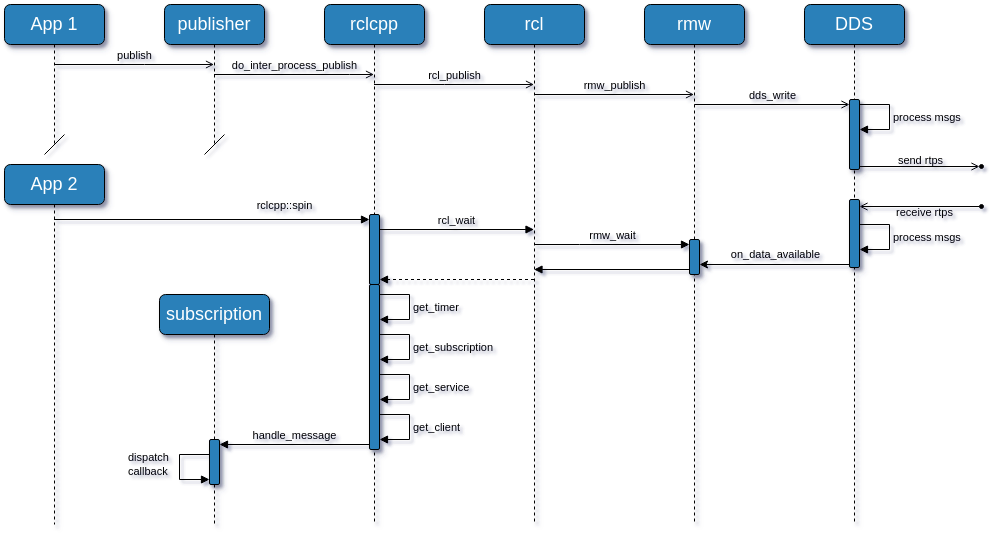 App 1
publisher
rclcpp
rcl
rmw
DDS
publish
do_inter_process_publish
rcl_publish
rmw_publish
dds_write
process msgs
send rtps
App 2
rclcpp::spin
receive rtps
rcl_wait
rmw_wait
process msgs
on_data_available
subscription
get_timer
get_subscription
get_service
get_client
handle_message
dispatch
callback